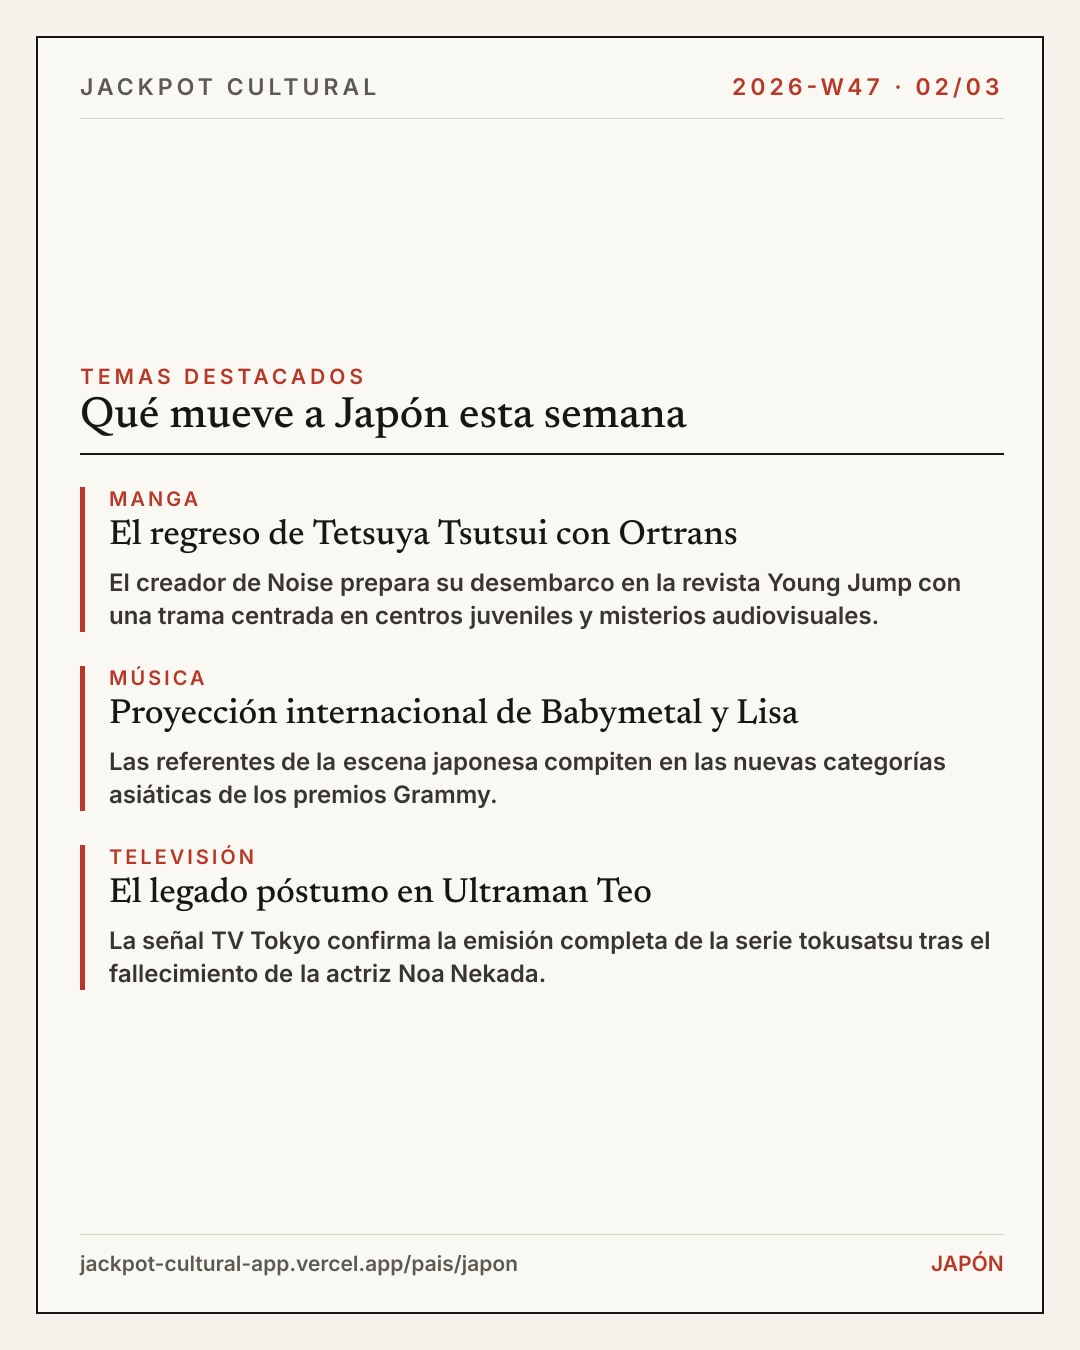 JACKPOT CULTURAL
2026-W47 · 02/03
TEMAS DESTACADOS
Qué mueve a Japón esta semana
MANGA
El regreso de Tetsuya Tsutsui con Ortrans
El creador de Noise prepara su desembarco en la revista Young Jump con
una trama centrada en centros juveniles y misterios audiovisuales.
MÚSICA
Proyección internacional de Babymetal y Lisa
Las referentes de la escena japonesa compiten en las nuevas categorías
asiáticas de los premios Grammy.
TELEVISIÓN
El legado póstumo en Ultraman Teo
La señal TV Tokyo confirma la emisión completa de la serie tokusatsu tras el
fallecimiento de la actriz Noa Nekada.
jackpot-cultural-app.vercel.app/pais/japon
JAPÓN